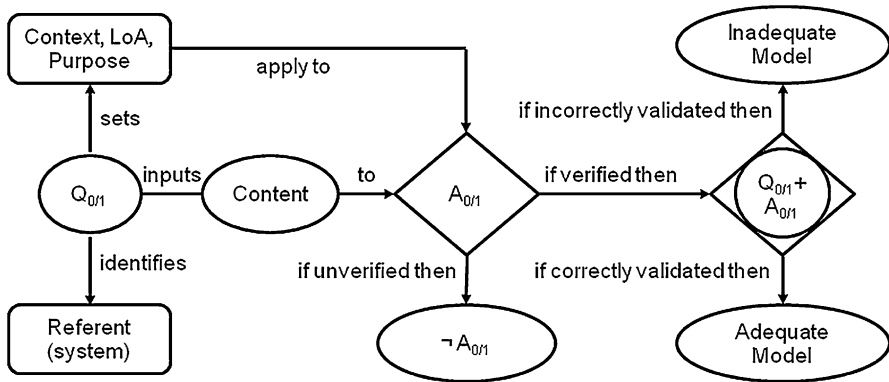 Context, LoA,
Purpose
apply to
Inadequate
Model
sets
if incorrectly validated then
Q0/1
inputs
Content
to
A0/1
if verified then
Q0/1+
A0/1
identifies
if unverified then
if correctly validated then
Referent
(system)
¬ A0/1
Adequate
Model